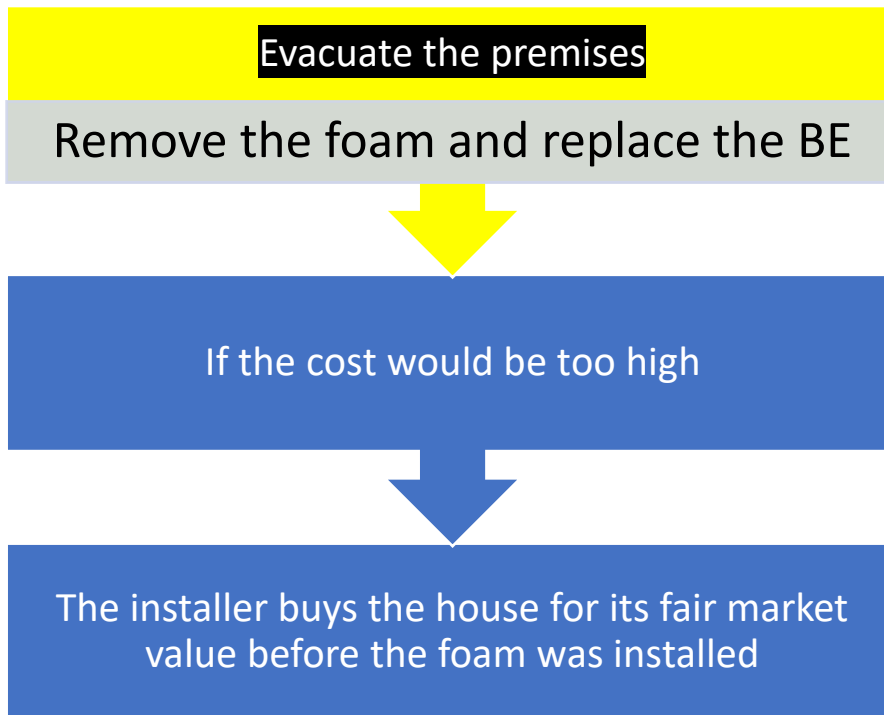 Evacuate the premises
Remove the foam and replace the BE
If the cost would be too high
The installer buys the house for its fair market
value before the foam was installed